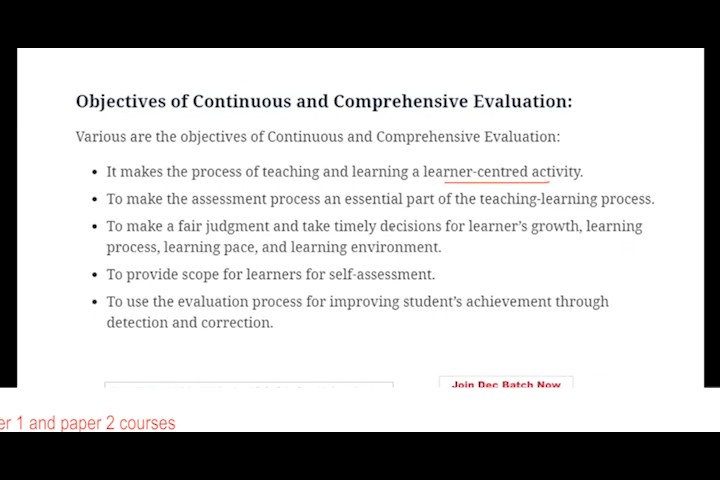 Objectives of Continuous and Comprehensive Evaluation:
Various are the objectives of Continuous and Comprehensive Evaluation:
• It makes the process of teaching and learning a learner-centred activity.
• To make the assessment process an essential part of the teaching-learning process.
• To make a fair judgment and take timely decisions for learner’s growth, learning
process, learning pace, and learning environment.
• To provide scope for learners for self-assessment.
• To use the evaluation process for improving student’s achievement through
detection and correction.
Join Dec Batch Now
er 1 and paper 2 courses